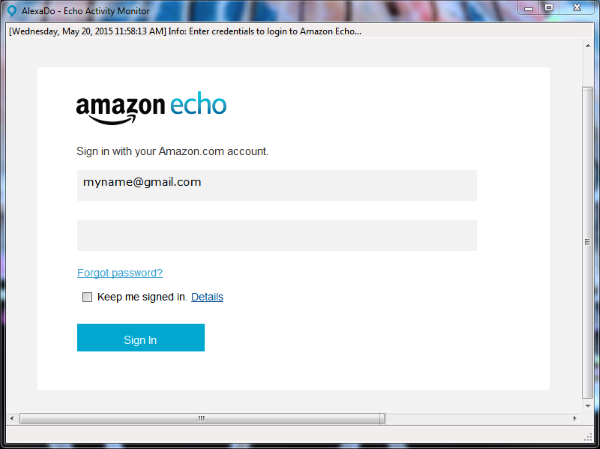 AlexaDo - Echo Activity Monitor
[Wednesday, May 20, 2015 11:58:13 AM] Info: Enter credentials to login to Amazon Echo...
amazon echo
Sign in with your Amazon.com account.
myname@gmail.com
Forgot password?
Keep me signed in. Details
Sign In